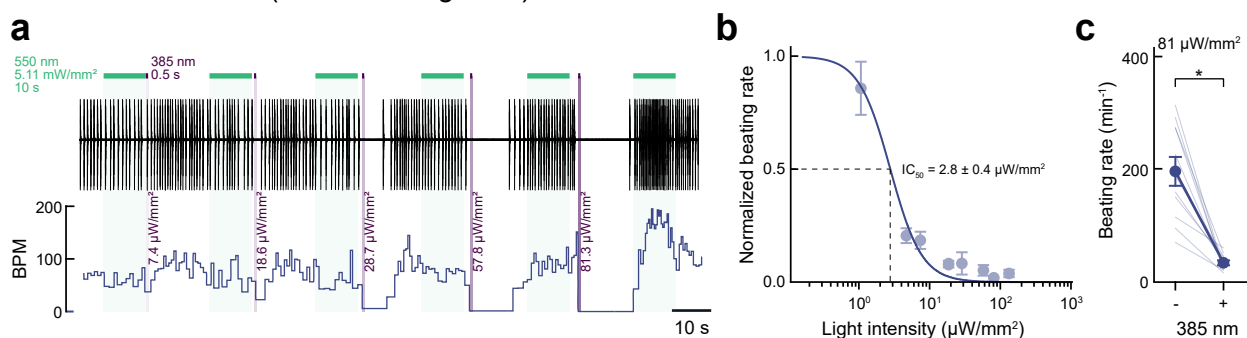 a
550 nm
5.11 mW/mm²
10 s
385 nm
0.5 s
7.4 µW/mm²
18.6 µW/mm²
28.7 µW/mm²
57.8 µW/mm²
81.3 µW/mm²
BPM
200
100
0
10 s
b
Normalized beating rate
1.0
0.5
0.0
IC50 = 2.8 ± 0.4 µW/mm²
10⁰ 10¹ 10² 10³
Light intensity (µW/mm²)
c
81 µW/mm²
*
Beating rate (min⁻¹)
400
200
0
- +
385 nm